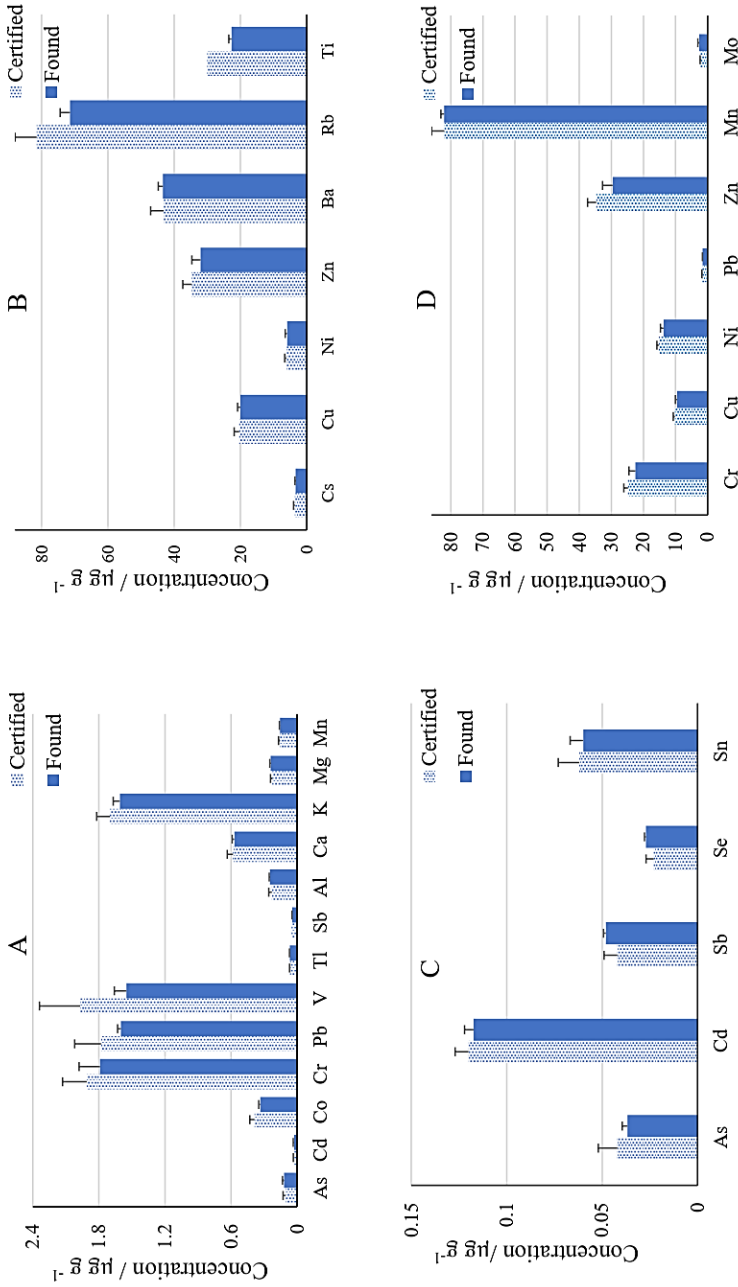 A
Certified
Found
Concentration / µg g⁻¹
2.4
1.8
1.2
0.6
0
As Cd Co Cr Pb V Tl Sb Al Ca K Mg Mn
B
Certified
Found
Concentration / µg g⁻¹
80
60
40
20
0
Cs Cu Ni Zn Ba Rb Ti
C
Certified
Found
Concentration / µg g⁻¹
0.15
0.1
0.05
0
As Cd Sb Se Sn
D
Certified
Found
Concentration / µg g⁻¹
80
70
60
50
40
30
20
10
0
Cr Cu Ni Pb Zn Mn Mo